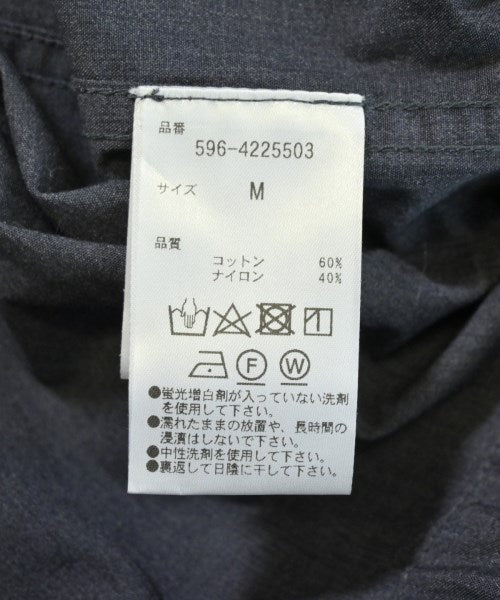 品番
596-4225503
サイズ M
品質
コットン 60%
ナイロン 40%
F W
●蛍光増白剤が入っていない洗剤
を使用して下さい。
●濡れたままの放置や、長時間の
浸漬はしないで下さい。
●中性洗剤を使用して下さい。
●裏返して日陰に干して下さい。